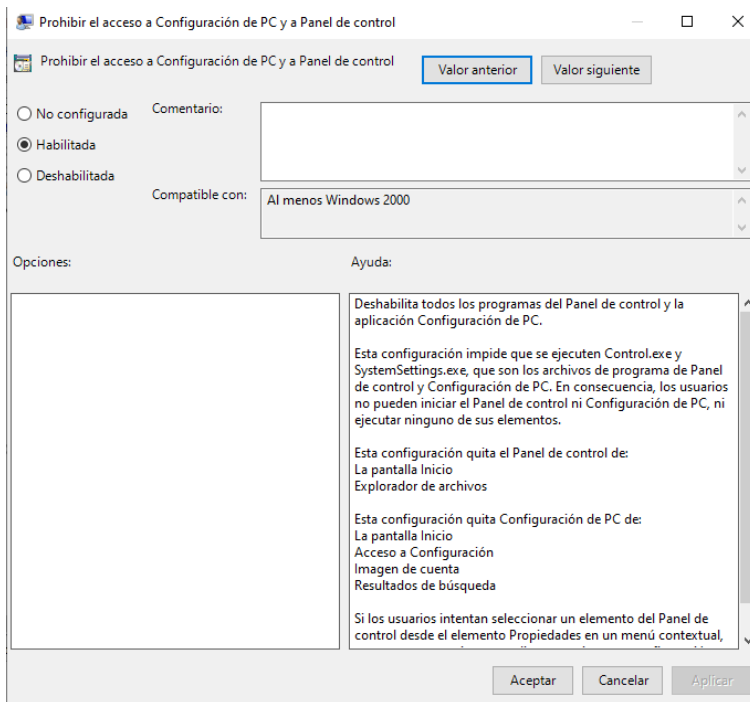 Prohibir el acceso a Configuración de PC y a Panel de control
Prohibir el acceso a Configuración de PC y a Panel de control
Valor anterior
Valor siguiente
No configurada
Comentario:
Habilitada
Deshabilitada
Compatible con:
Al menos Windows 2000
Opciones:
Ayuda:
Deshabilita todos los programas del Panel de control y la
aplicación Configuración de PC.
Esta configuración impide que se ejecuten Control.exe y
SystemSettings.exe, que son los archivos de programa de Panel
de control y Configuración de PC. En consecuencia, los usuarios
no pueden iniciar el Panel de control ni Configuración de PC, ni
ejecutar ninguno de sus elementos.
Esta configuración quita el Panel de control de:
La pantalla Inicio
Explorador de archivos
Esta configuración quita Configuración de PC de:
La pantalla Inicio
Acceso a Configuración
Imagen de cuenta
Resultados de búsqueda
Si los usuarios intentan seleccionar un elemento del Panel de
control desde el elemento Propiedades en un menú contextual,
Aceptar
Cancelar
Aplicar